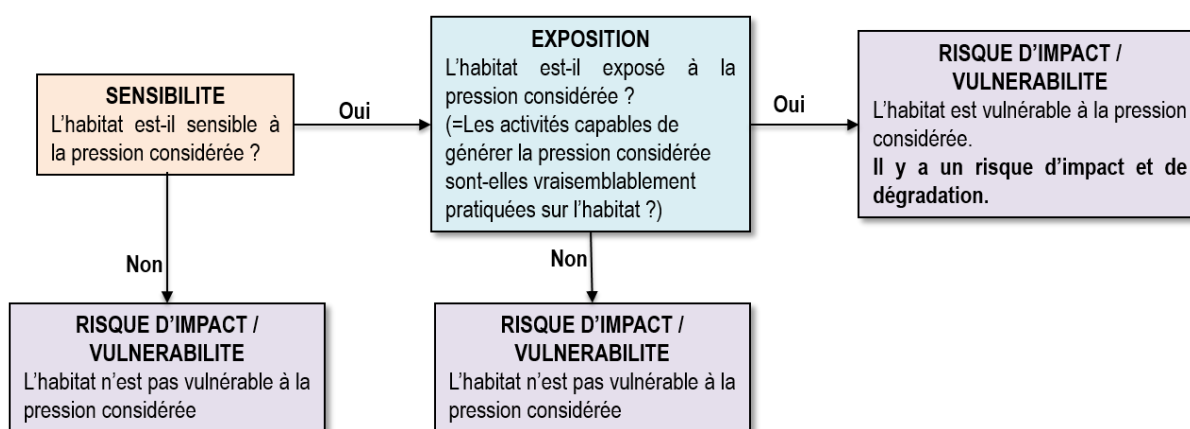 SENSIBILITE
L'habitat est-il sensible à
la pression considérée ?
Oui
EXPOSITION
L'habitat est-il exposé à la
pression considérée ?
(=Les activités capables de
générer la pression considérée
sont-elles vraisemblablement
pratiquées sur l'habitat ?)
Oui
RISQUE D'IMPACT /
VULNERABILITE
L'habitat est vulnérable à la pression
considérée.
Il y a un risque d'impact et de
dégradation.
Non
RISQUE D'IMPACT /
VULNERABILITE
L'habitat n'est pas vulnérable à la
pression considérée
Non
RISQUE D'IMPACT /
VULNERABILITE
L'habitat n'est pas vulnérable à la
pression considérée